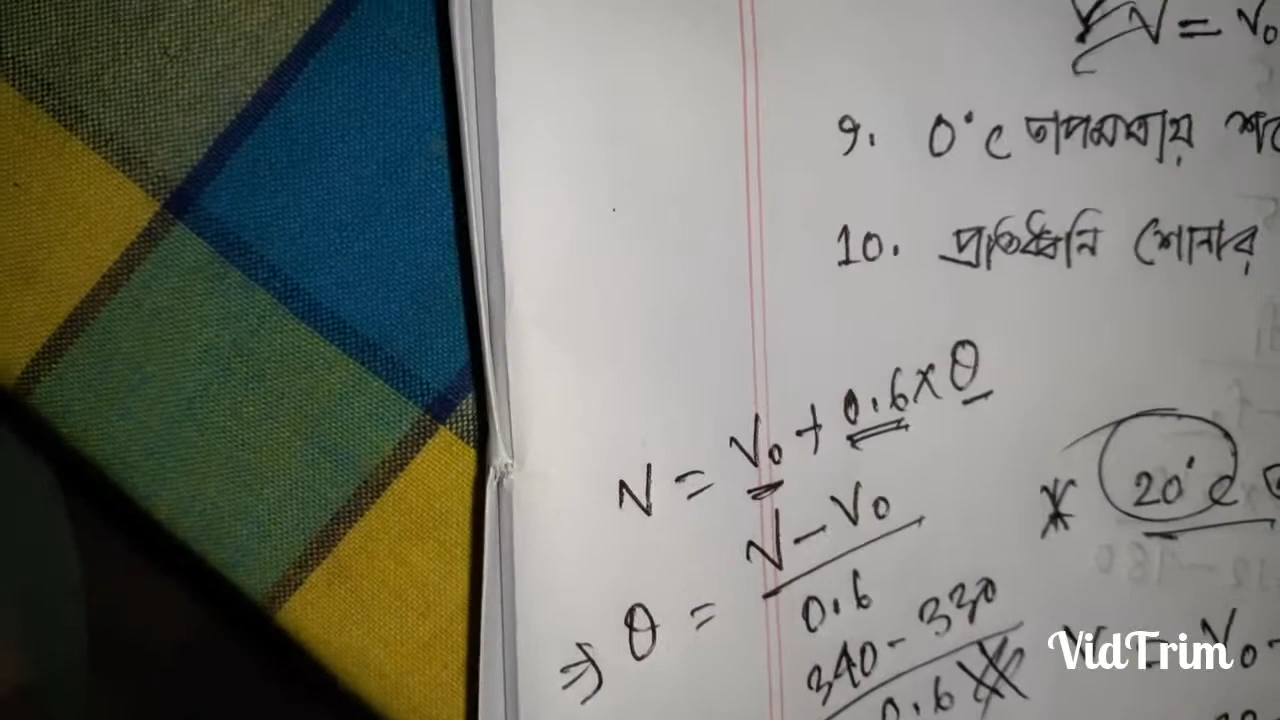 V = V₀
9. 0°C তাপমাত্রায়
10. প্রতিধ্বনি শোনার
V = V₀ + 0.6 × θ
⇒ θ = V - V₀ / 0.6
340 - 330 / 0.6
* 20°C
V = V₀
VidTrim